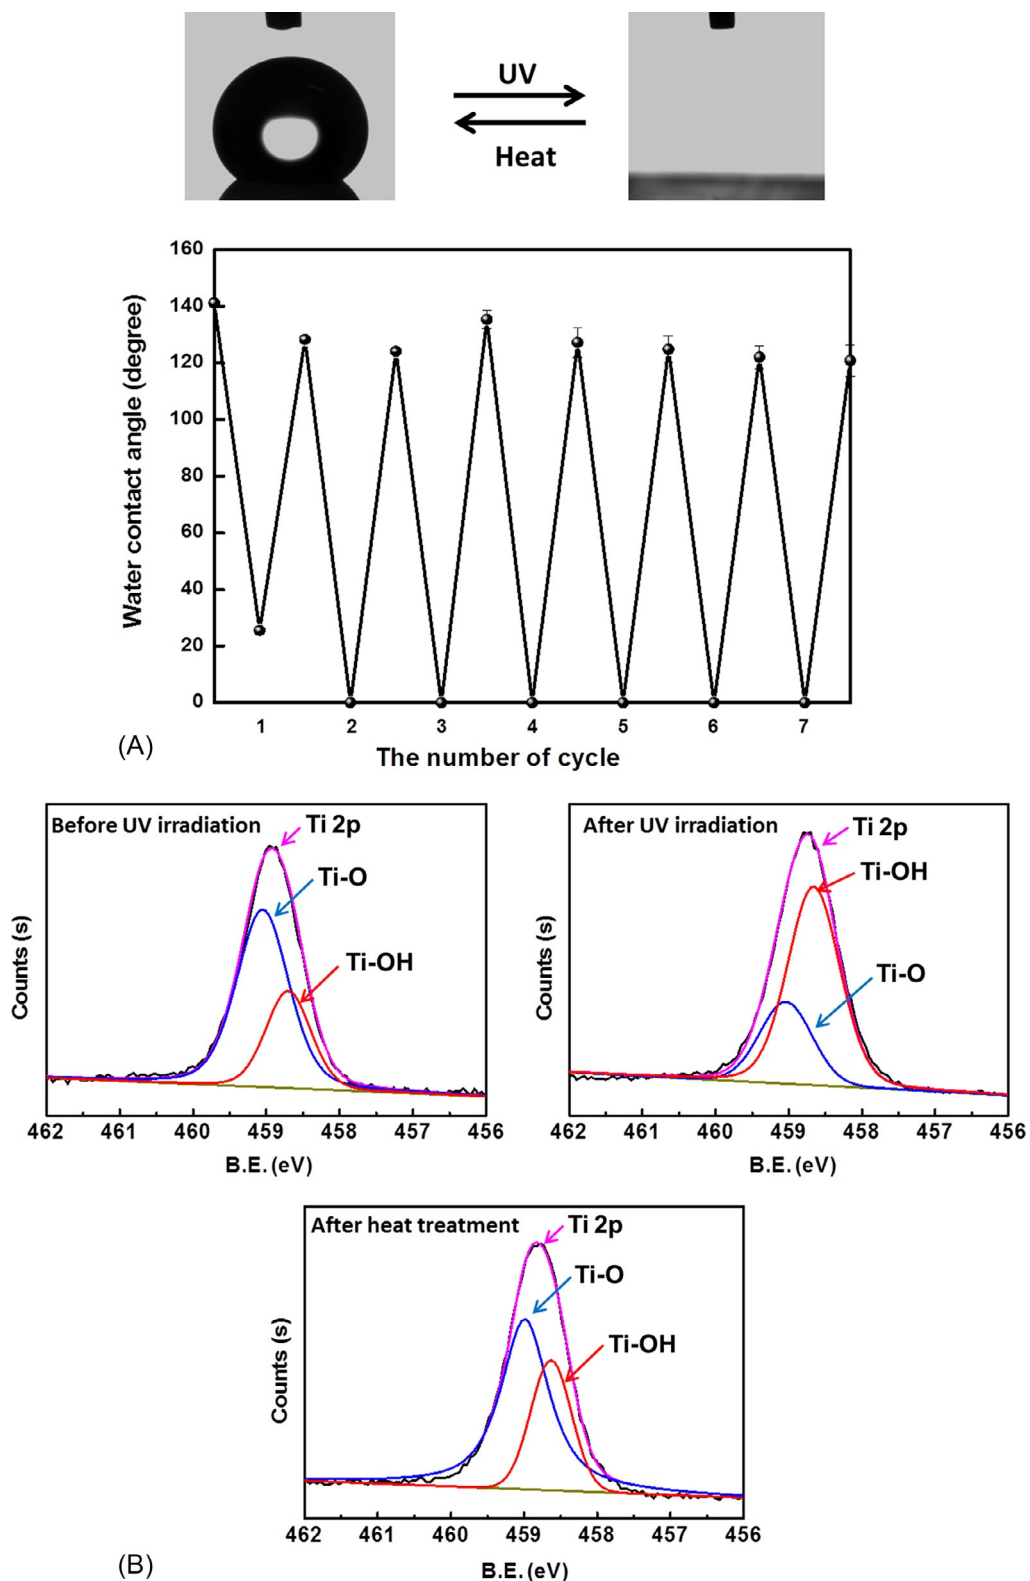 UV
Heat
160
140
120
100
80
60
40
20
0
Water contact angle (degree)
1 2 3 4 5 6 7
The number of cycle
(A)
Before UV irradiation
Ti 2p
Ti-O
Ti-OH
Counts (s)
462 461 460 459 458 457 456
B.E. (eV)
After UV irradiation
Ti 2p
Ti-OH
Ti-O
Counts (s)
462 461 460 459 458 457 456
B.E. (eV)
After heat treatment
Ti 2p
Ti-O
Ti-OH
Counts (s)
462 461 460 459 458 457 456
B.E. (eV)
(B)